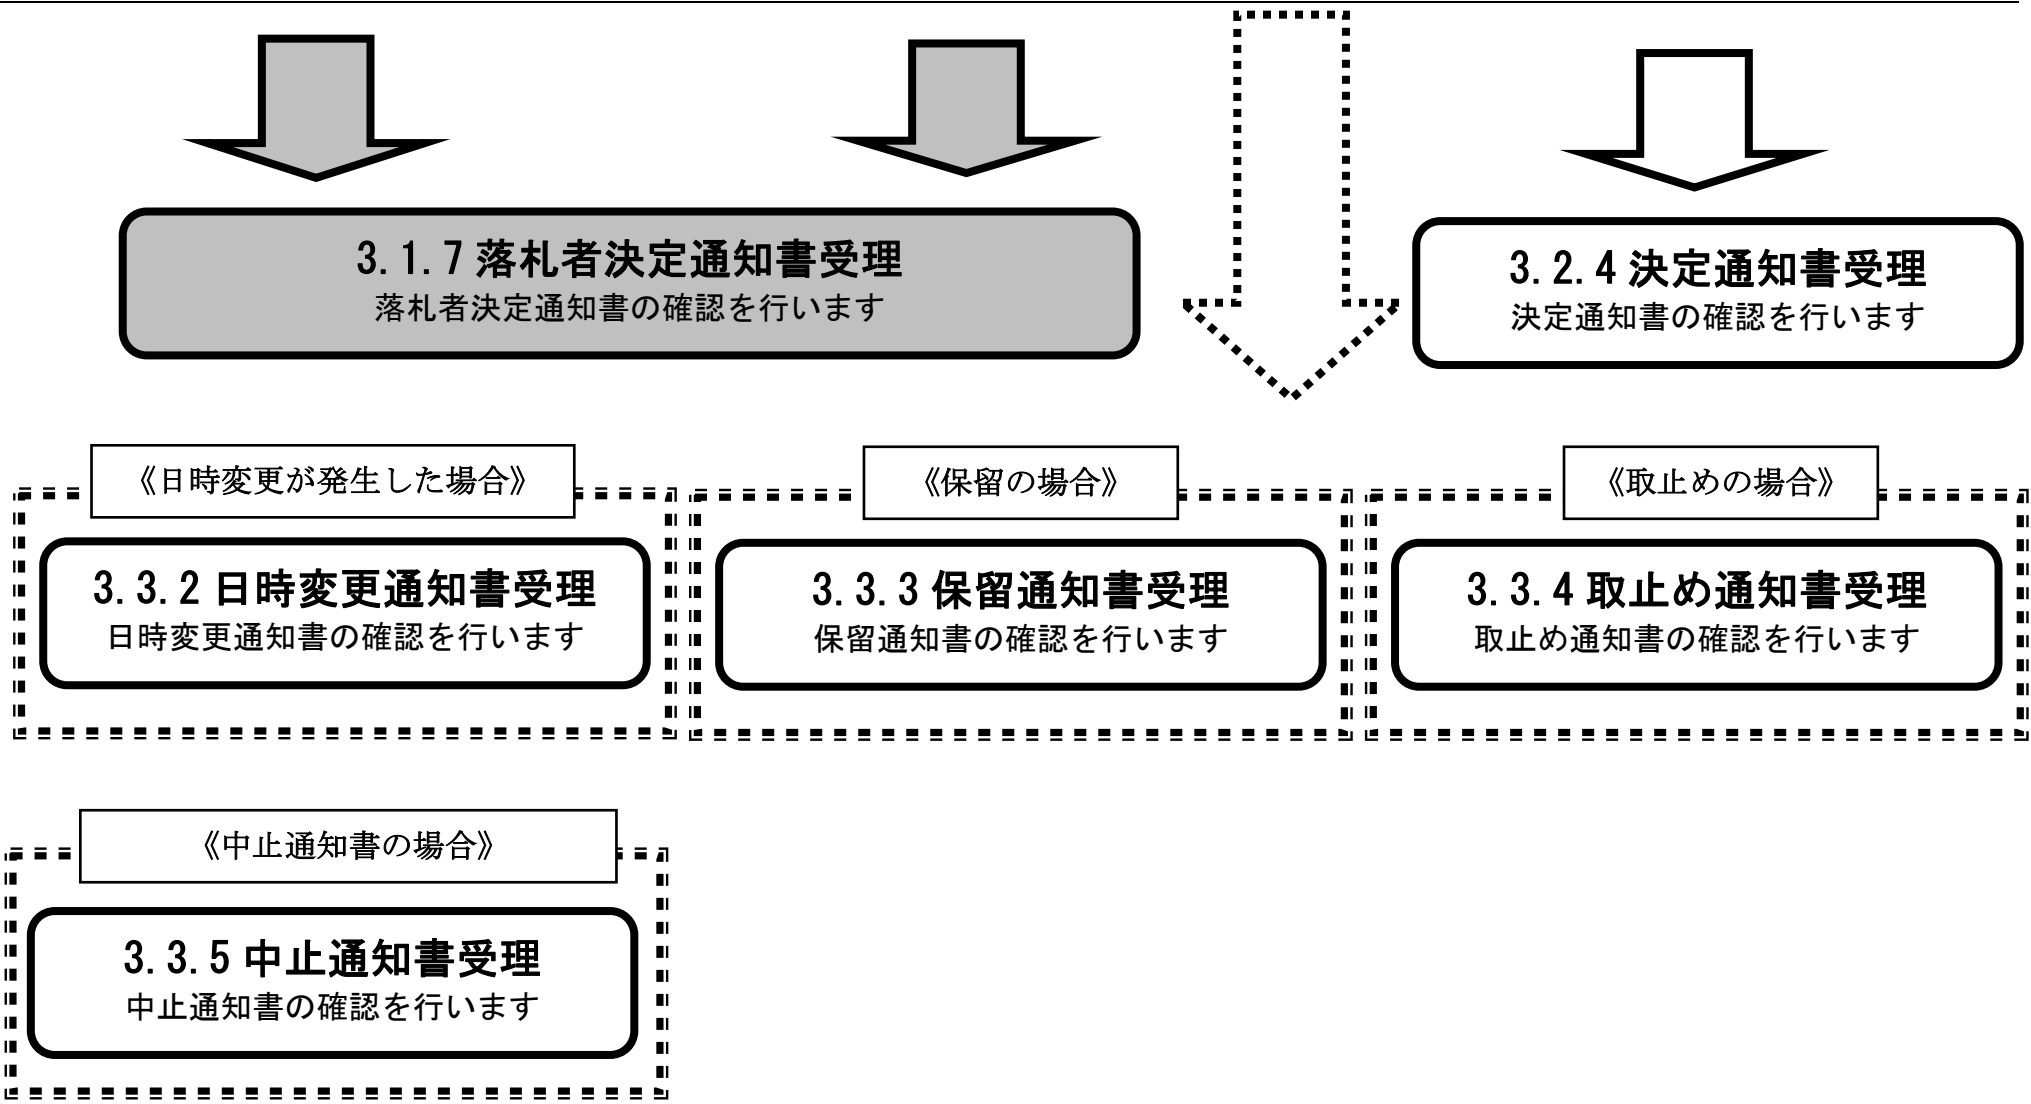 3.1.7 落札者決定通知書受理
落札者決定通知書の確認を行います
3.2.4 決定通知書受理
決定通知書の確認を行います
《日時変更が発生した場合》
3.3.2 日時変更通知書受理
日時変更通知書の確認を行います
《保留の場合》
3.3.3 保留通知書受理
保留通知書の確認を行います
《取止めの場合》
3.3.4 取止め通知書受理
取止め通知書の確認を行います
《中止通知書の場合》
3.3.5 中止通知書受理
中止通知書の確認を行います